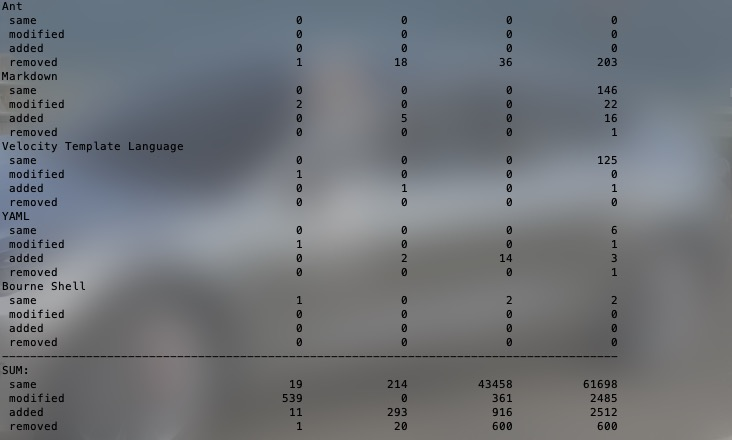 Ant
same 0 0 0 0
modified 0 0 0 0
added 0 0 0 0
removed 1 18 36 203
Markdown
same 0 0 0 146
modified 2 0 0 22
added 0 5 0 16
removed 0 0 0 1
Velocity Template Language
same 0 0 0 125
modified 1 0 0 0
added 0 1 0 1
removed 0 0 0 0
YAML
same 0 0 0 6
modified 1 0 0 1
added 0 2 14 3
removed 0 0 0 1
Bourne Shell
same 1 0 2 2
modified 0 0 0 0
added 0 0 0 0
removed 0 0 0 0
-------------------------------------------------------------------------------
SUM:
same 19 214 43458 61698
modified 539 0 361 2485
added 11 293 916 2512
removed 1 20 600 600